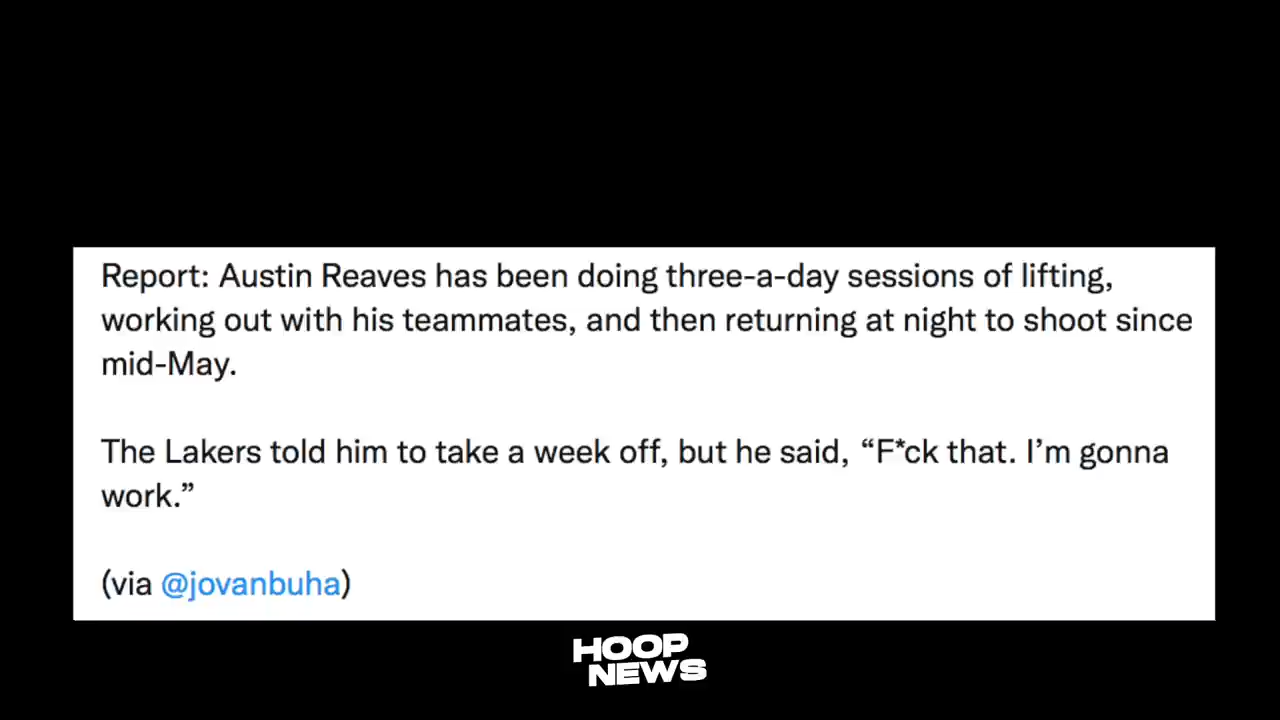 Report: Austin Reaves has been doing three-a-day sessions of lifting,
working out with his teammates, and then returning at night to shoot since
mid-May.
The Lakers told him to take a week off, but he said, “F*ck that. I’m gonna
work.”
(via @jovanbuha)
HOOP
NEWS